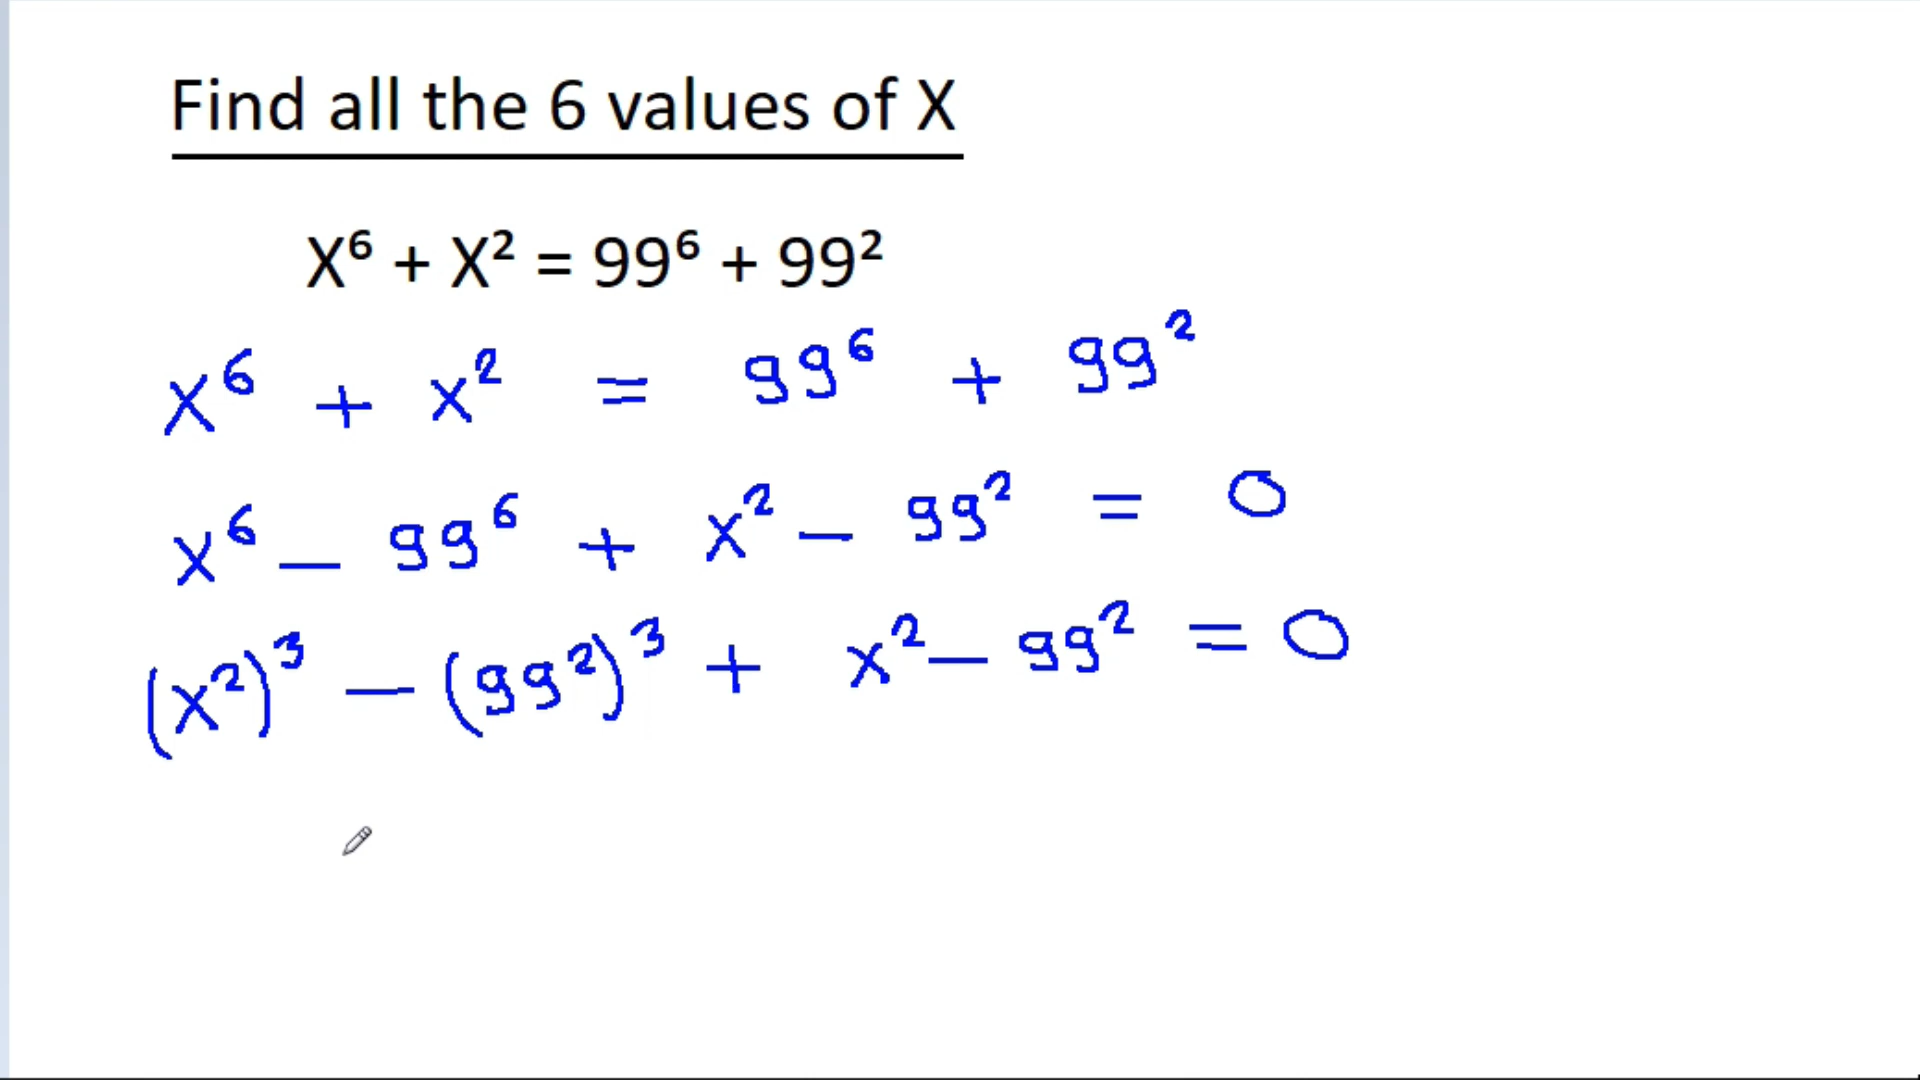 Find all the 6 values of X
X⁶ + X² = 99⁶ + 99²
x⁶ + x² = 99⁶ + 99²
x⁶ – 99⁶ + x² – 99² = 0
(x²)³ – (99²)³ + x² – 99² = 0